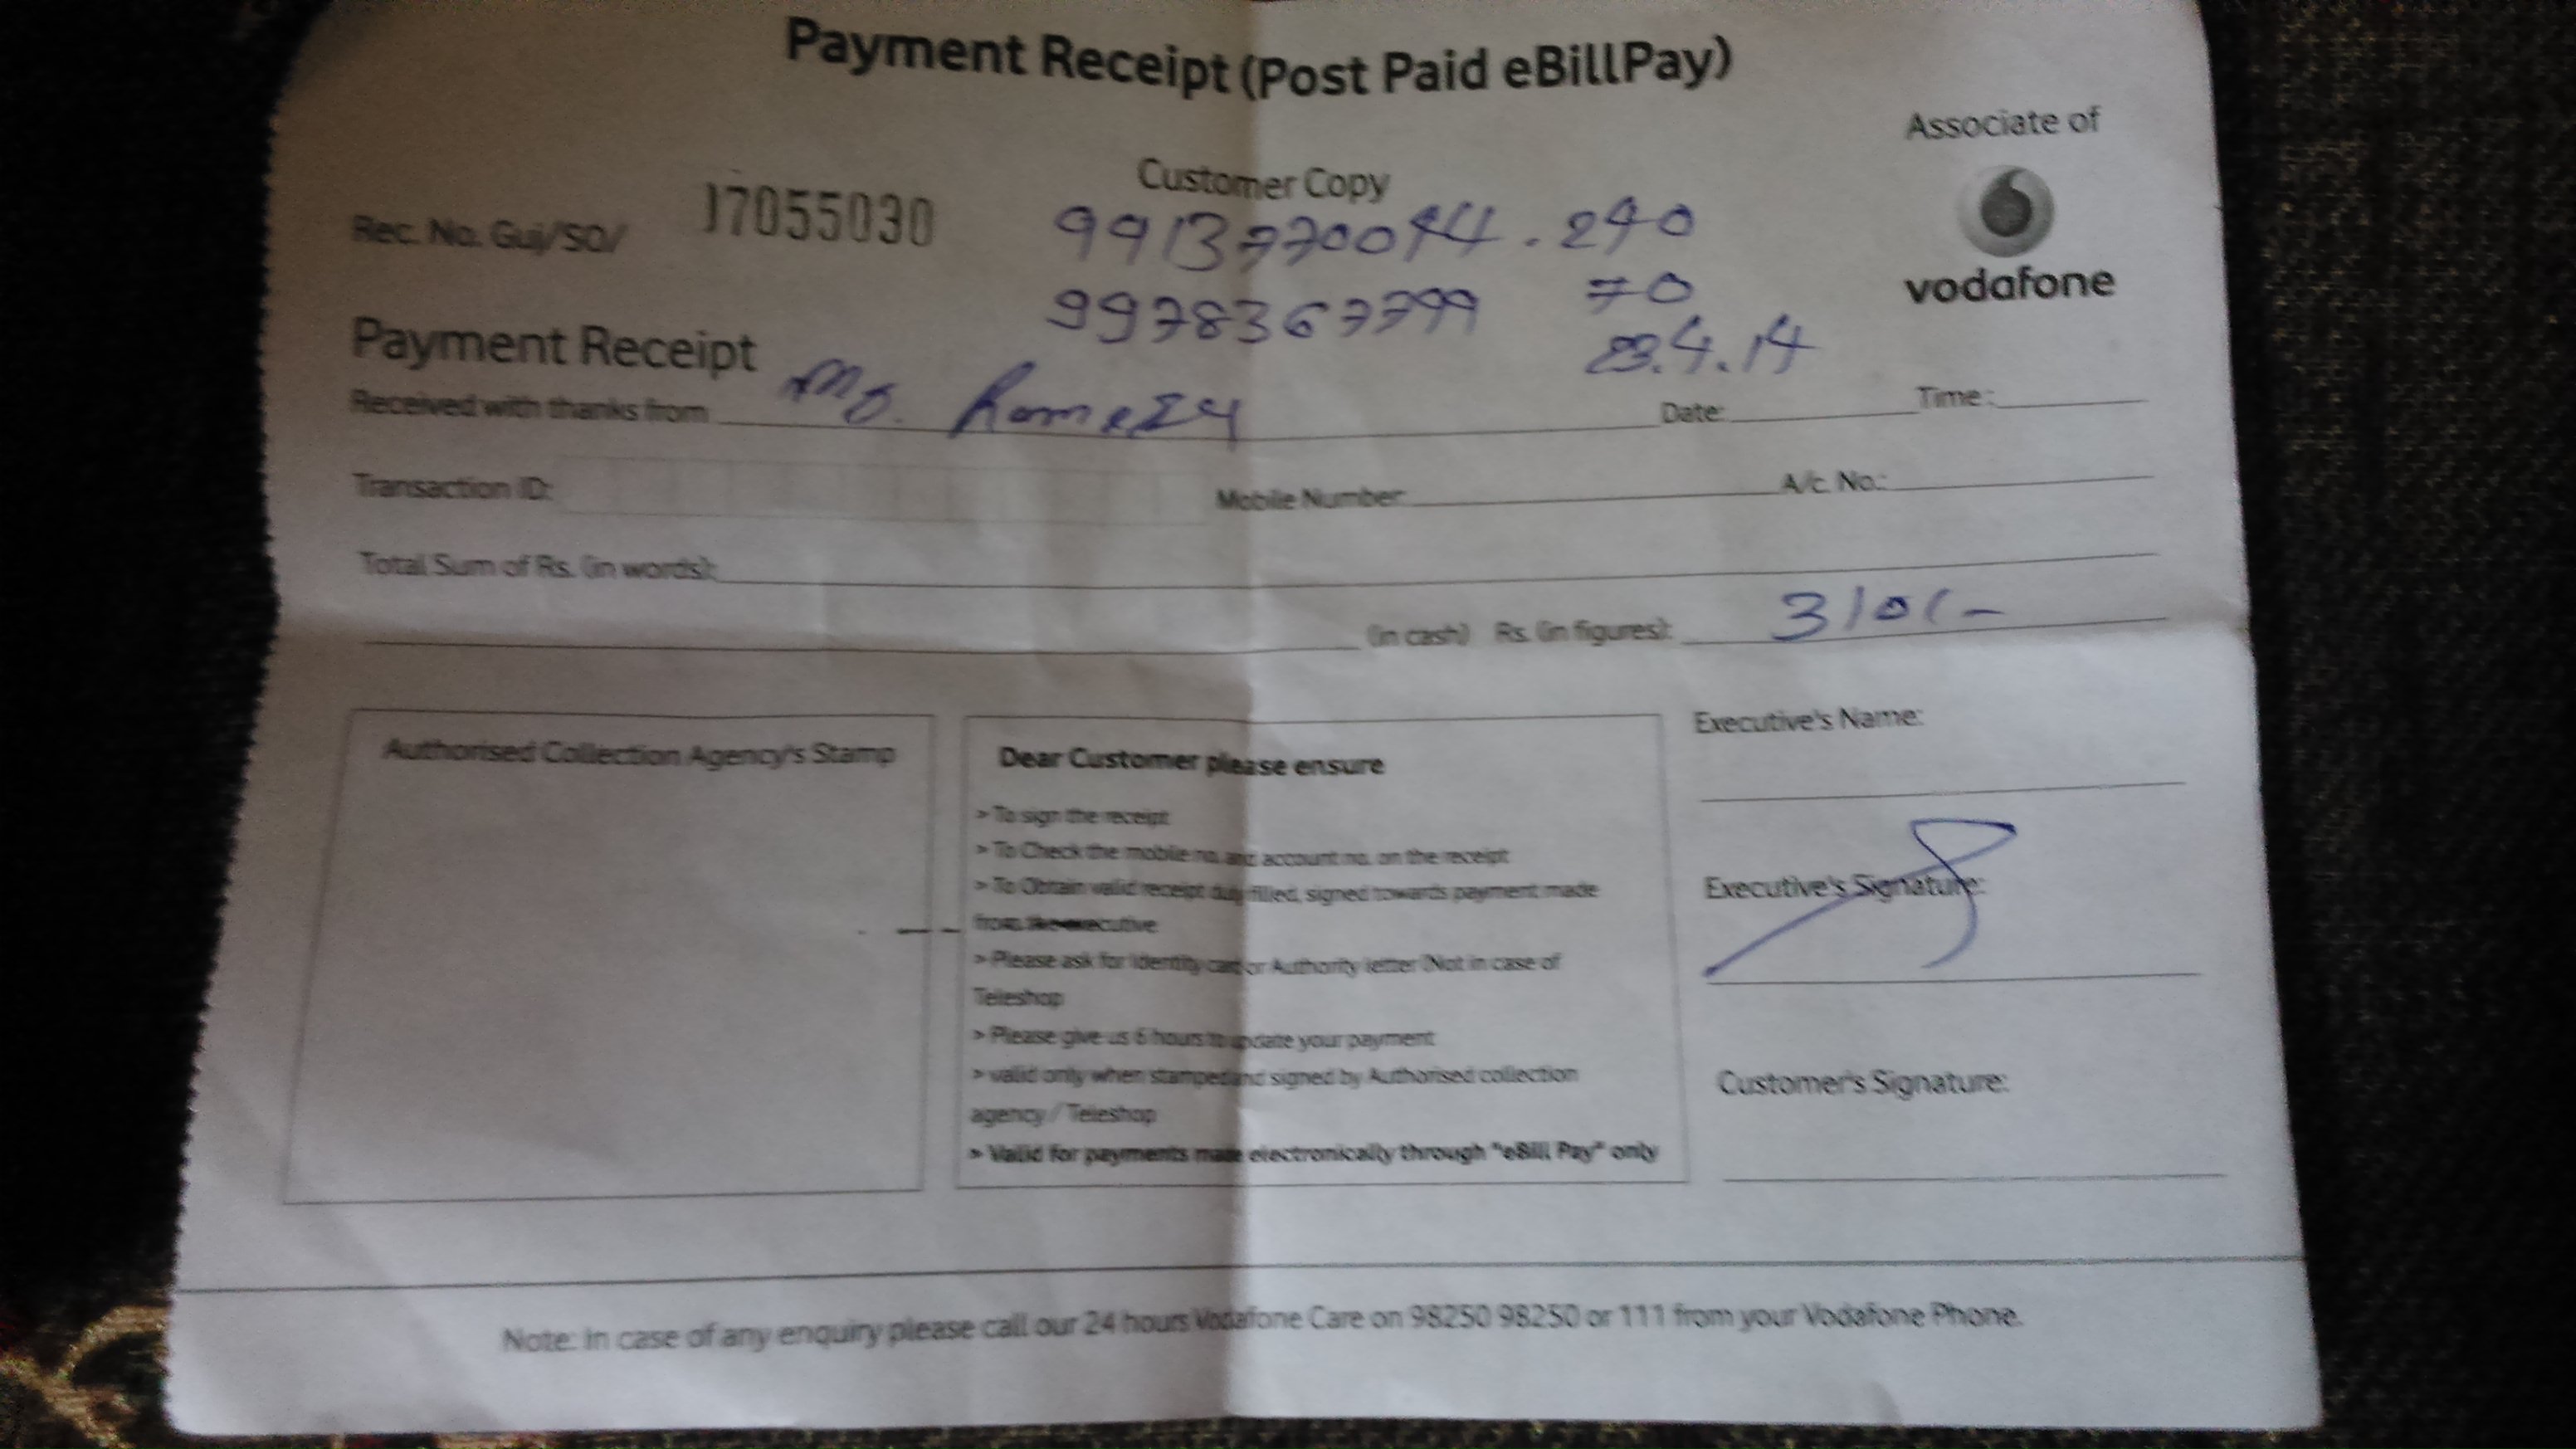 Payment Receipt (Post Paid eBillPay)
Associate of
Customer Copy
vodafone
Rec. No. Guj/SO/ 17055030
240
9978367799 70
Payment Receipt 23.4.14
Received with thanks from Date: Time:
Transaction ID: Mobile Number: A/c. No.:
Total Sum of Rs. (in words):
(in cash) Rs. (in figures): 310/-
Authorised Collection Agency's Stamp
Dear Customer please ensure
> To sign the receipt
> To Check the mobile no. and account no. on the receipt
> To Obtain valid receipt duly filled, signed towards payment made
from the executive
> Please ask for Identity card or Authority letter (Not in case of
Teleshop
> Please give us 6 hours to update your payment
> valid only when stamped and signed by Authorised collection
agency / Teleshop
> Valid for payments made electronically through "eBill Pay" only
Executive's Name:
Executive's Signature:
Customer's Signature:
Note: In case of any enquiry please call our 24 hours Vodafone Care on 98250 98250 or 111 from your Vodafone Phone.